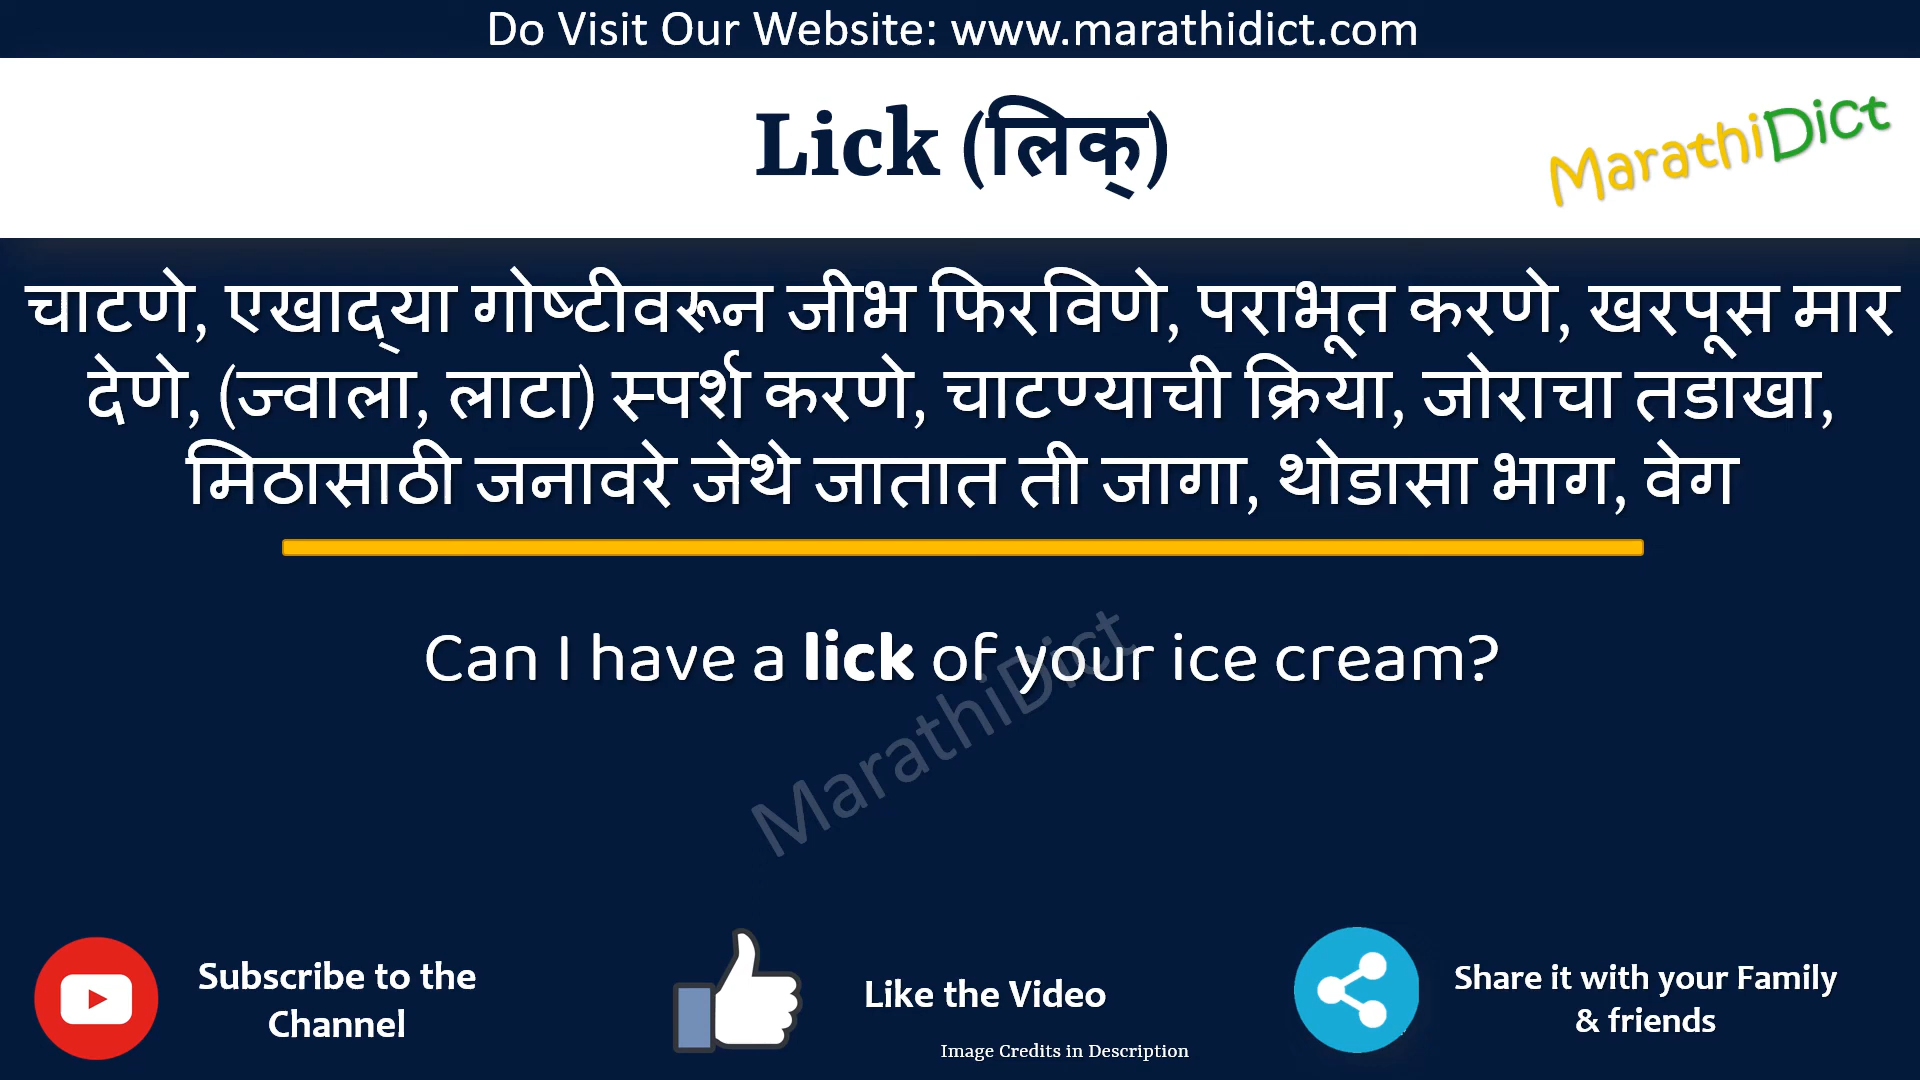 Do Visit Our Website: www.marathidict.com
Lick (लिक्)
MarathiDict
चाटणे, एखाद्‌या गोष्टीवरून जीभ फिरविणे, पराभूत करणे, खरपूस मार
देणे, (ज्वाला, लाटा) स्पर्श करणे, चाटण्याची क्रिया, जोराचा तडाखा,
मिठासाठी जनावरे जेथे जातात ती जागा, थोडासा भाग, वेग
Can I have a lick of your ice cream?
MarathiDict
Subscribe to the
Channel
Like the Video
Share it with your Family
& friends
Image Credits in Description